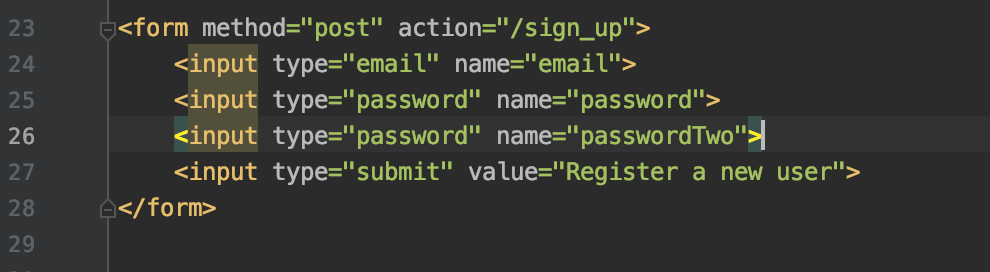 23 <form method="post" action="/sign_up">
24 <input type="email" name="email">
25 <input type="password" name="password">
26 <input type="password" name="passwordTwo">
27 <input type="submit" value="Register a new user">
28 </form>
29